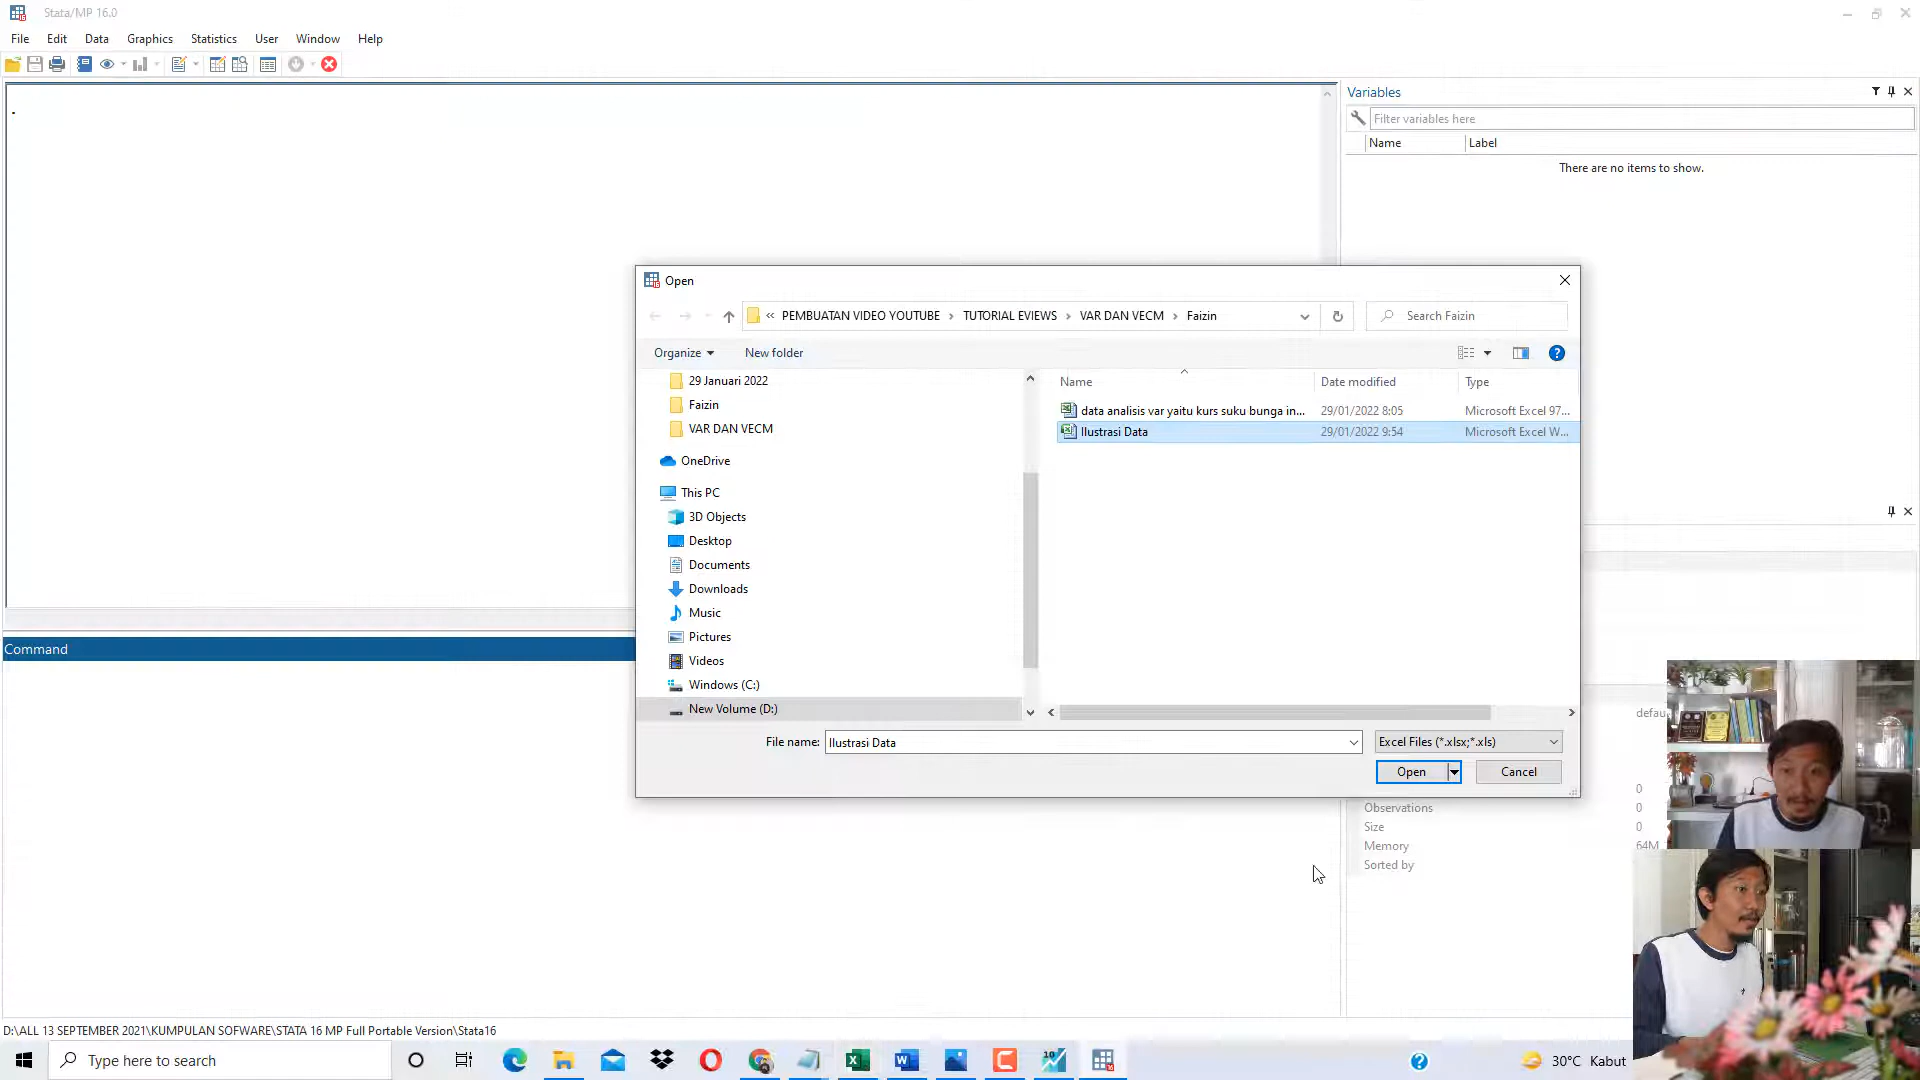 Stata/MP 16.0
File Edit Data Graphics Statistics User Window Help
.
Variables
Filter variables here
Name Label
There are no items to show.
Open
« PEMBUATAN VIDEO YOUTUBE > TUTORIAL EVIEWS > VAR DAN VECM > Faizin
Search Faizin
Organize New folder
29 Januari 2022
Faizin
VAR DAN VECM
OneDrive
This PC
3D Objects
Desktop
Documents
Downloads
Music
Pictures
Videos
Windows (C:)
New Volume (D:)
Name Date modified Type
data analisis var yaitu kurs suku bunga in... 29/01/2022 8:05 Microsoft Excel 97...
Ilustrasi Data 29/01/2022 9:54 Microsoft Excel W...
File name: Ilustrasi Data Excel Files (*.xlsx;*.xls)
Open Cancel
Command
defau
0
Observations 0
Size 0
Memory 64M
Sorted by
D:\ALL 13 SEPTEMBER 2021\KUMPULAN SOFWARE\STATA 16 MP Full Portable Version\Stata16
Type here to search
30°C Kabut